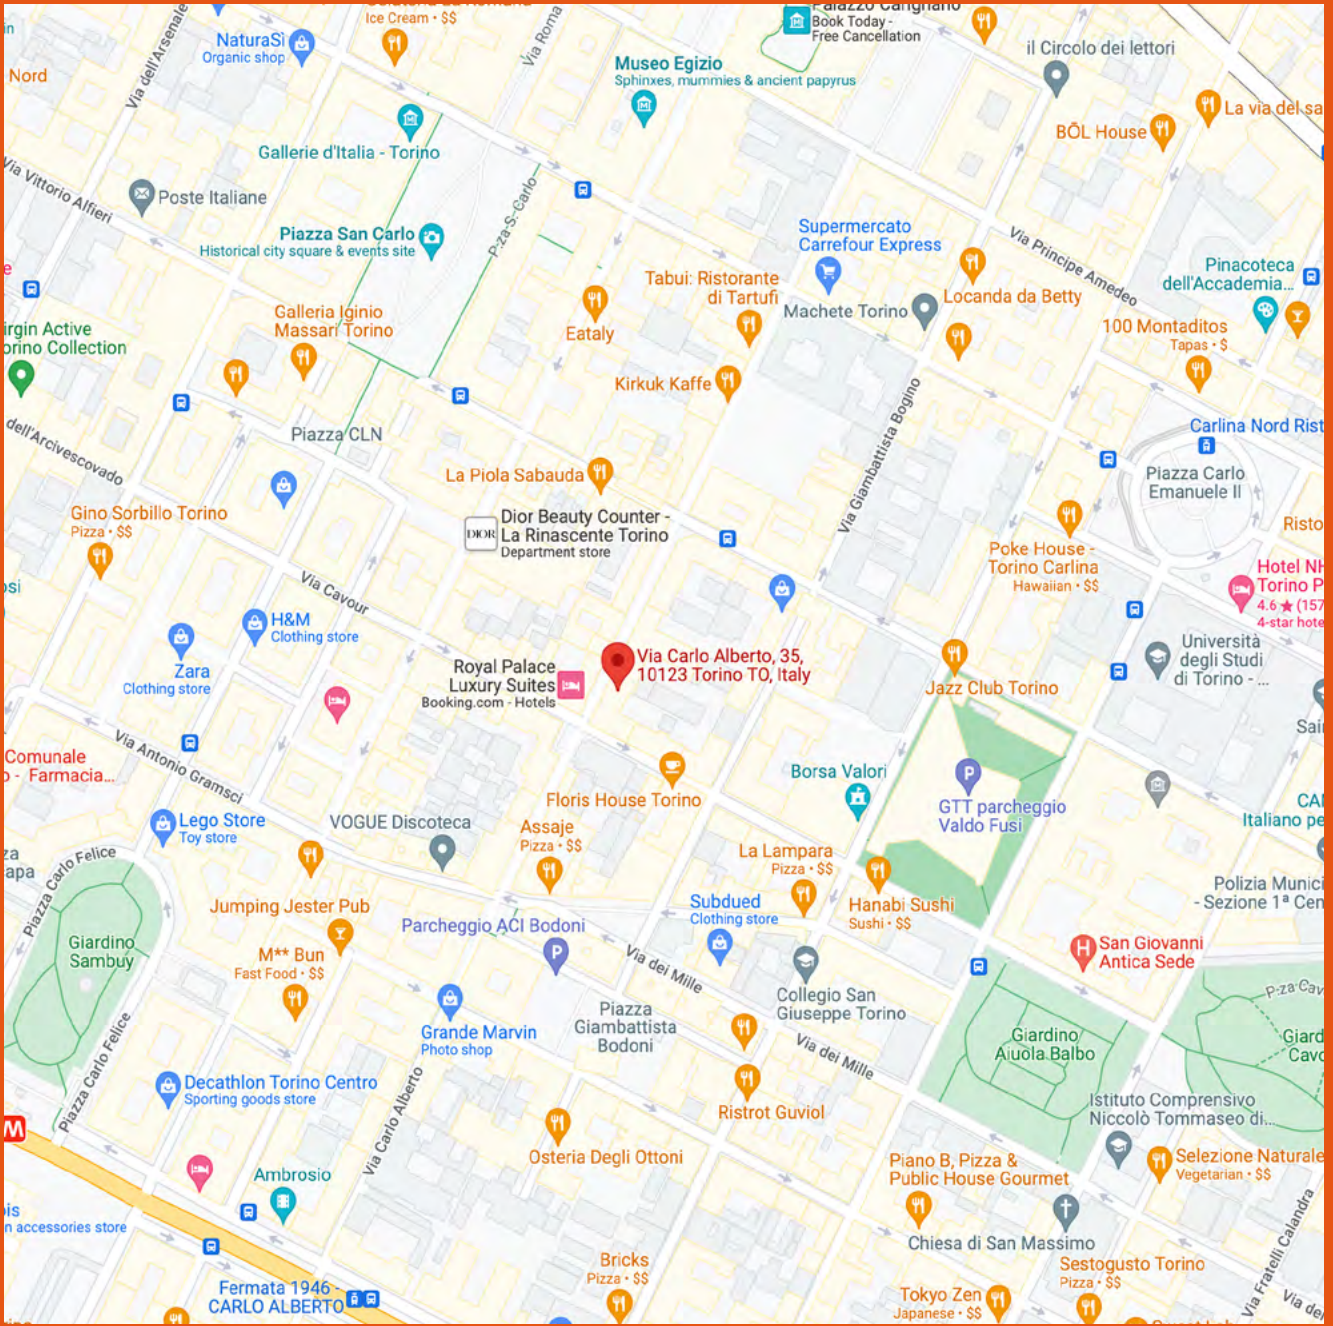 Palazzo Carignano
Book Today -
Free Cancellation
Ice Cream • $$
NaturaSì
Organic shop
Via dell'Arsenale
Via Roma
Nord
Museo Egizio
Sphinxes, mummies & ancient papyrus
il Circolo dei lettori
La via del sa
BŌL House
Gallerie d'Italia - Torino
Via Vittorio Alfieri
Poste Italiane
P.za S. Carlo
Piazza San Carlo
Historical city square & events site
Supermercato
Carrefour Express
Via Principe Amedeo
Pinacoteca
dell'Accademia...
Tabui: Ristorante
di Tartufi
Locanda da Betty
Machete Torino
Galleria Iginio
Massari Torino
Eataly
100 Montaditos
Tapas • $
irgin Active
orino Collection
Kirkuk Kaffe
Via Giambattista Bogino
dell'Arcivescovado
Piazza CLN
Carlina Nord Rist
Piazza Carlo
Emanuele II
La Piola Sabauda
Gino Sorbillo Torino
Pizza • $$
Dior Beauty Counter -
La Rinascente Torino
Department store
DIOR
Risto
Poke House -
Torino Carlina
Hawaiian • $$
Hotel NH
Torino P
4.6 ★ (157
4-star hote
osi
Via Cavour
H&M
Clothing store
Zara
Clothing store
Royal Palace
Luxury Suites
Booking.com - Hotels
Via Carlo Alberto, 35,
10123 Torino TO, Italy
Università
degli Studi
di Torino - ...
Jazz Club Torino
Sai
Comunale
o - Farmacia...
Via Antonio Gramsci
Borsa Valori
GTT parcheggio
Valdo Fusi
Floris House Torino
CAI
Italiano pe
Lego Store
Toy store
VOGUE Discoteca
Assaje
Pizza • $$
La Lampara
Pizza • $$
za
apa
Piazza Carlo Felice
Polizia Munici
- Sezione 1ª Cen
Jumping Jester Pub
Subdued
Clothing store
Hanabi Sushi
Sushi • $$
Parcheggio ACI Bodoni
Giardino
Sambuy
M** Bun
Fast Food • $$
Via dei Mille
San Giovanni
Antica Sede
P.za Cav
Collegio San
Giuseppe Torino
Piazza
Giambattista
Bodoni
Grande Marvin
Photo shop
Via dei Mille
Giardino
Aiuola Balbo
Giard
Cavo
Piazza Carlo Felice
Decathlon Torino Centro
Sporting goods store
Via Carlo Alberto
Ristrot Guviol
Istituto Comprensivo
Niccolò Tommaseo di...
M
Osteria Degli Ottoni
Piano B, Pizza &
Public House Gourmet
Selezione Naturale
Vegetarian • $$
Ambrosio
is
n accessories store
Chiesa di San Massimo
Via Fratelli Calandra
Bricks
Pizza • $$
Sestogusto Torino
Pizza • $$
Fermata 1946 -
CARLO ALBERTO
Tokyo Zen
Japanese • $$
Via de